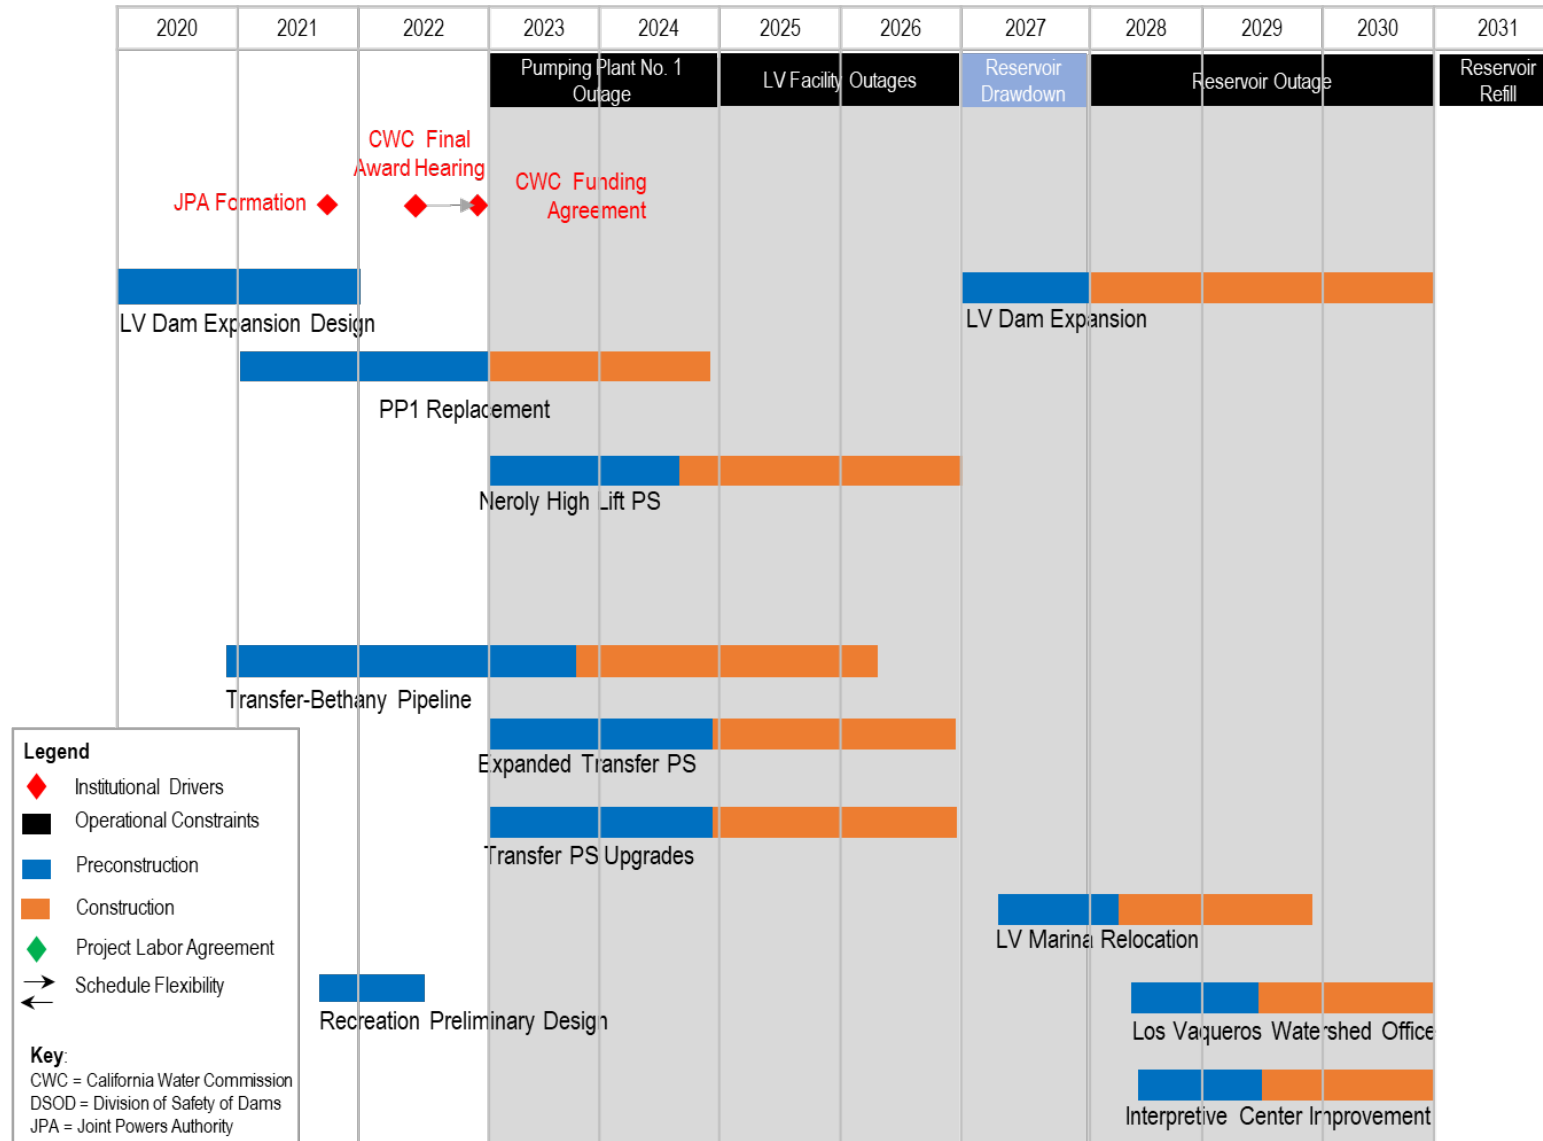 2020 2021 2022 2023 2024 2025 2026 2027 2028 2029 2030 2031
Pumping Plant No. 1
Outage
LV Facility Outages
Reservoir
Drawdown
Reservoir Outage
Reservoir
Refill
CWC Final
Award Hearing
JPA Formation
CWC Funding
Agreement
LV Dam Expansion Design
LV Dam Expansion
PP1 Replacement
Neroly High Lift PS
Transfer-Bethany Pipeline
Expanded Transfer PS
Transfer PS Upgrades
LV Marina Relocation
Recreation Preliminary Design
Los Vaqueros Watershed Office
Interpretive Center Improvement
Legend
Institutional Drivers
Operational Constraints
Preconstruction
Construction
Project Labor Agreement
Schedule Flexibility
Key:
CWC = California Water Commission
DSOD = Division of Safety of Dams
JPA = Joint Powers Authority